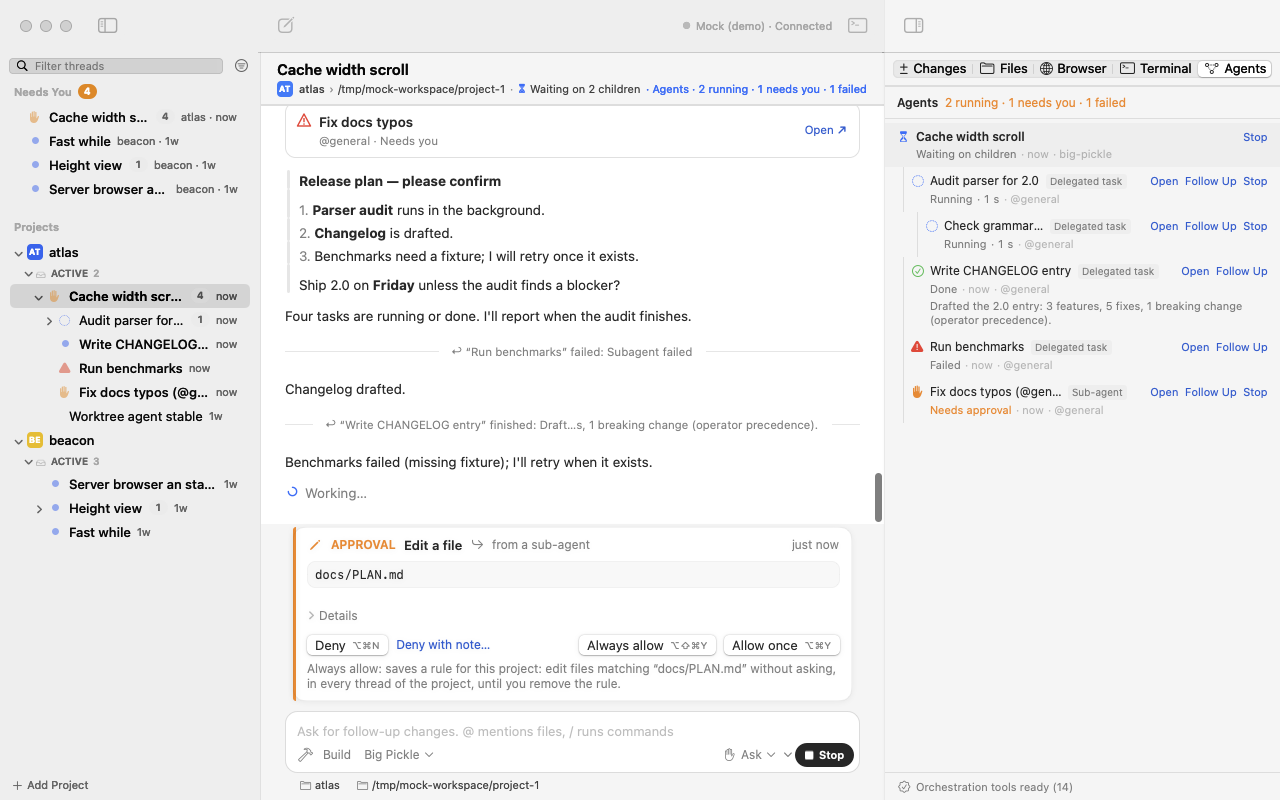 Mock (demo) · Connected
Filter threads
Needs You 4
Cache width s... 4 atlas · now
Fast while beacon · 1w
Height view 1 beacon · 1w
Server browser a... beacon · 1w
Projects
AT atlas
ACTIVE 2
Cache width scr... 4 now
Audit parser for... 1 now
Write CHANGELOG... now
Run benchmarks now
Fix docs typos (@g... now
Worktree agent stable 1w
BE beacon
ACTIVE 3
Server browser an sta... 1w
Height view 1 1w
Fast while 1w
+ Add Project
Cache width scroll
AT atlas › /tmp/mock-workspace/project-1 · Waiting on 2 children · Agents · 2 running · 1 needs you · 1 failed
Fix docs typos
@general · Needs you
Open ↗
Release plan — please confirm
1. Parser audit runs in the background.
2. Changelog is drafted.
3. Benchmarks need a fixture; I will retry once it exists.
Ship 2.0 on Friday unless the audit finds a blocker?
Four tasks are running or done. I'll report when the audit finishes.
↩ “Run benchmarks” failed: Subagent failed
Changelog drafted.
↩ “Write CHANGELOG entry” finished: Draft...s, 1 breaking change (operator precedence).
Benchmarks failed (missing fixture); I'll retry when it exists.
Working...
APPROVAL Edit a file ↪ from a sub-agent just now
docs/PLAN.md
Details
Deny ⌥⌘N Deny with note... Always allow ⌥⇧⌘Y Allow once ⌥⌘Y
Always allow: saves a rule for this project: edit files matching “docs/PLAN.md” without asking,
in every thread of the project, until you remove the rule.
Ask for follow-up changes. @ mentions files, / runs commands
Build Big Pickle Ask Stop
atlas /tmp/mock-workspace/project-1
Changes Files Browser Terminal Agents
Agents 2 running · 1 needs you · 1 failed
Cache width scroll Stop
Waiting on children · now · big-pickle
Audit parser for 2.0 Delegated task Open Follow Up Stop
Running · 1 s · @general
Check grammar... Delegated task Open Follow Up Stop
Running · 1 s · @general
Write CHANGELOG entry Delegated task Open Follow Up
Done · now · @general
Drafted the 2.0 entry: 3 features, 5 fixes, 1 breaking change
(operator precedence).
Run benchmarks Delegated task Open Follow Up
Failed · now · @general
Fix docs typos (@gen... Sub-agent Open Follow Up Stop
Needs approval · now · @general
Orchestration tools ready (14)